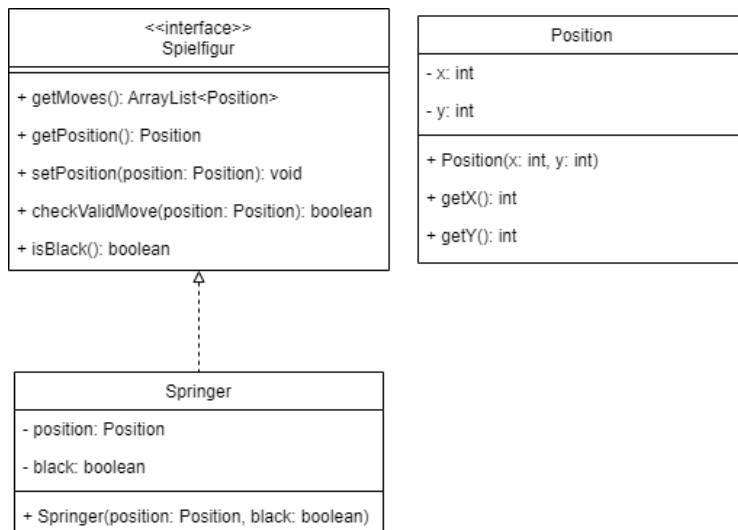 <<interface>>
Spielfigur
+ getMoves(): ArrayList<Position>
+ getPosition(): Position
+ setPosition(position: Position): void
+ checkValidMove(position: Position): boolean
+ isBlack(): boolean
Position
- x: int
- y: int
+ Position(x: int, y: int)
+ getX(): int
+ getY(): int
Springer
- position: Position
- black: boolean
+ Springer(position: Position, black: boolean)